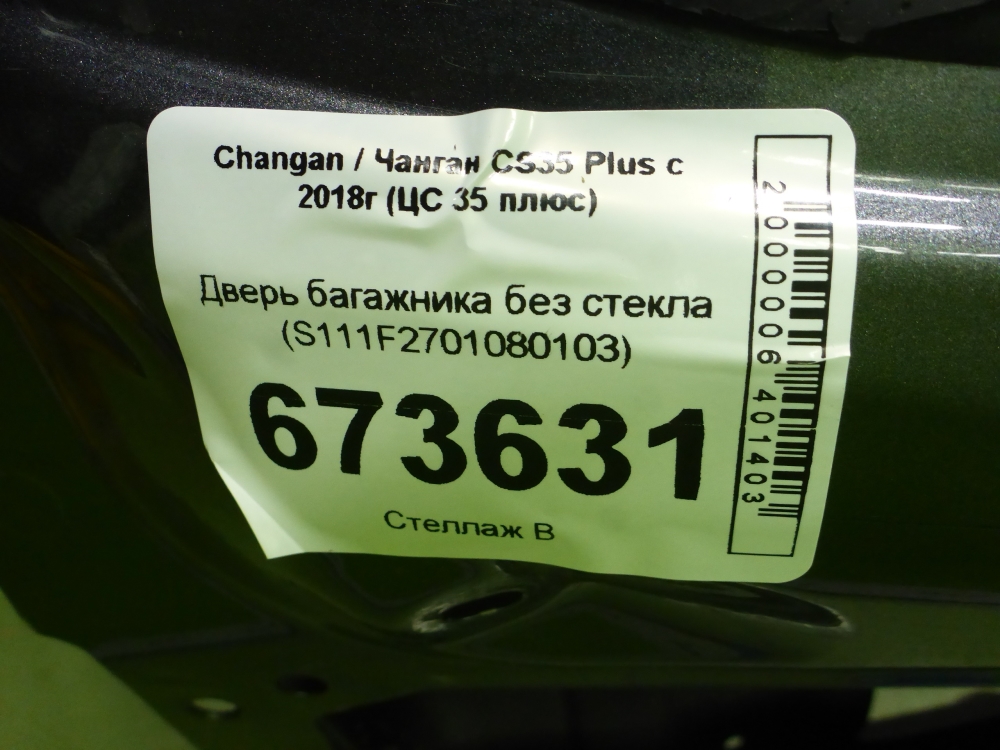 Changan / Чанган CS35 Plus с
2018г (ЦС 35 плюс)
Дверь багажника без стекла
(S111F2701080103)
673631
Стеллаж В
2000006401403